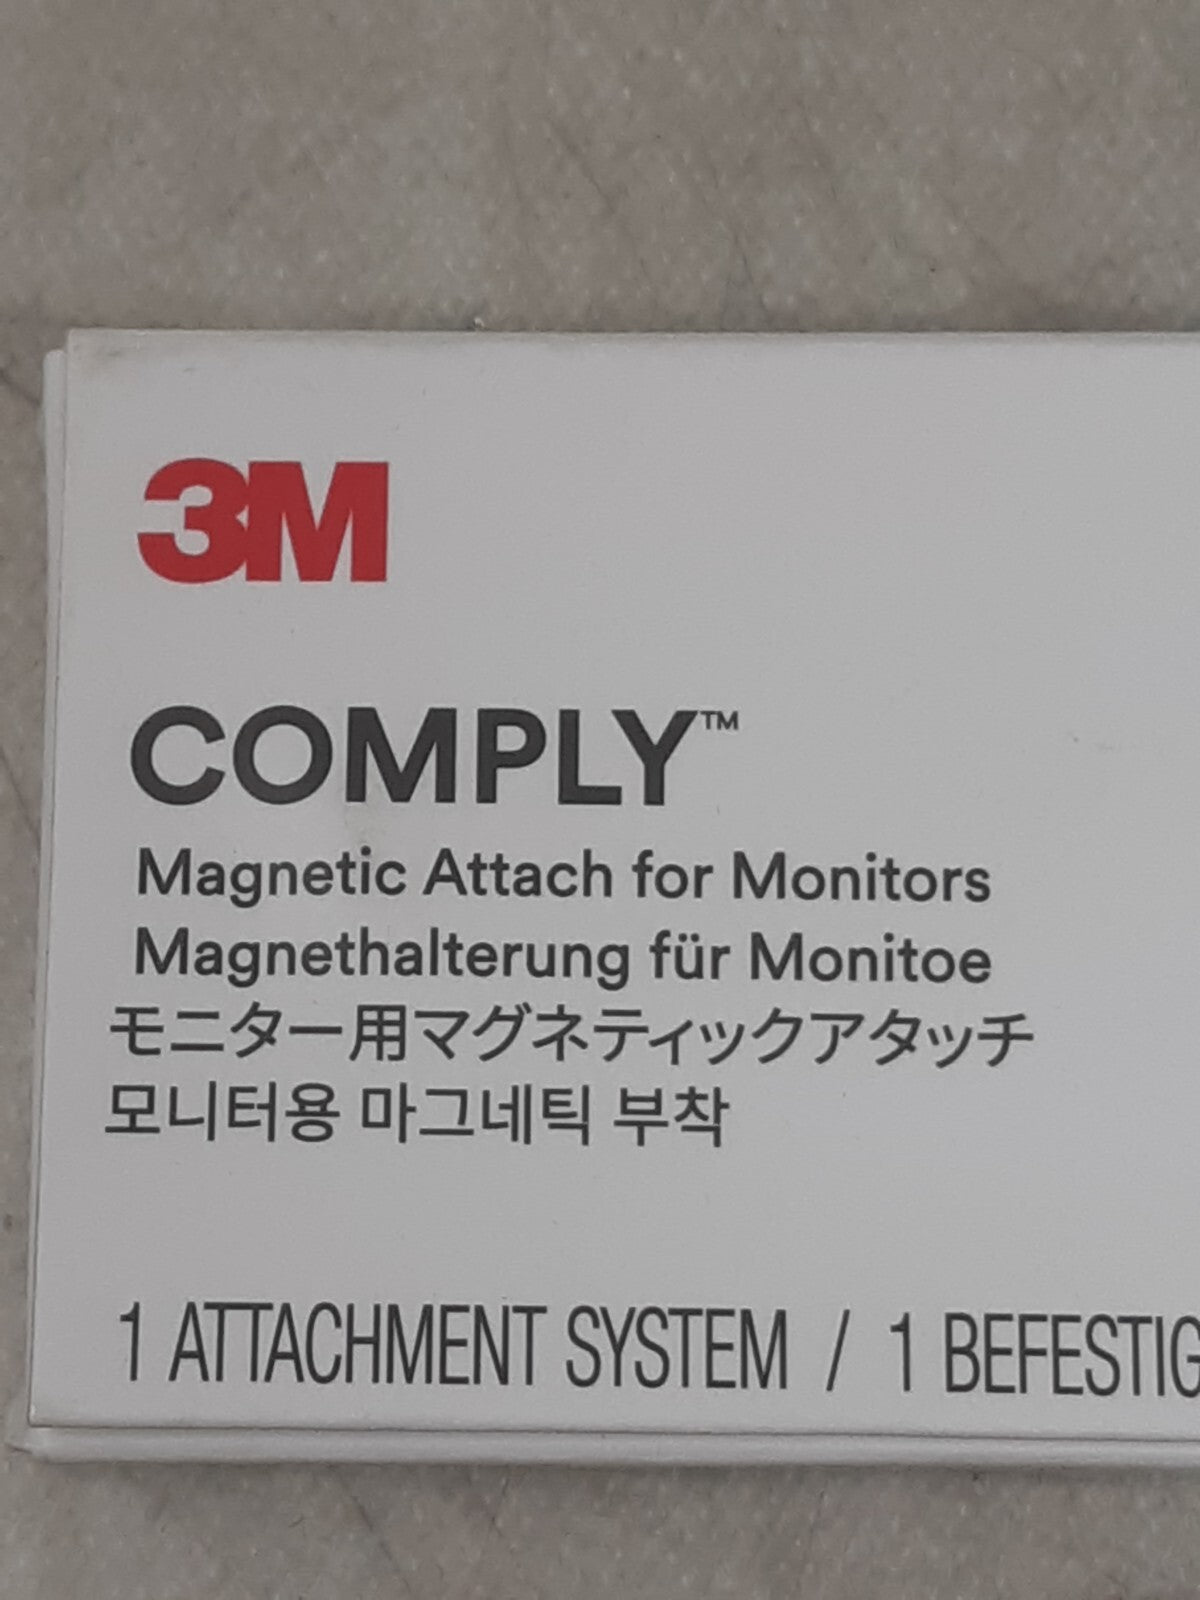 3M
COMPLY™
Magnetic Attach for Monitors
Magnethalterung für Monitoe
モニター用マグネティックアタッチ
모니터용 마그네틱 부착
1 ATTACHMENT SYSTEM / 1 BEFESTIG